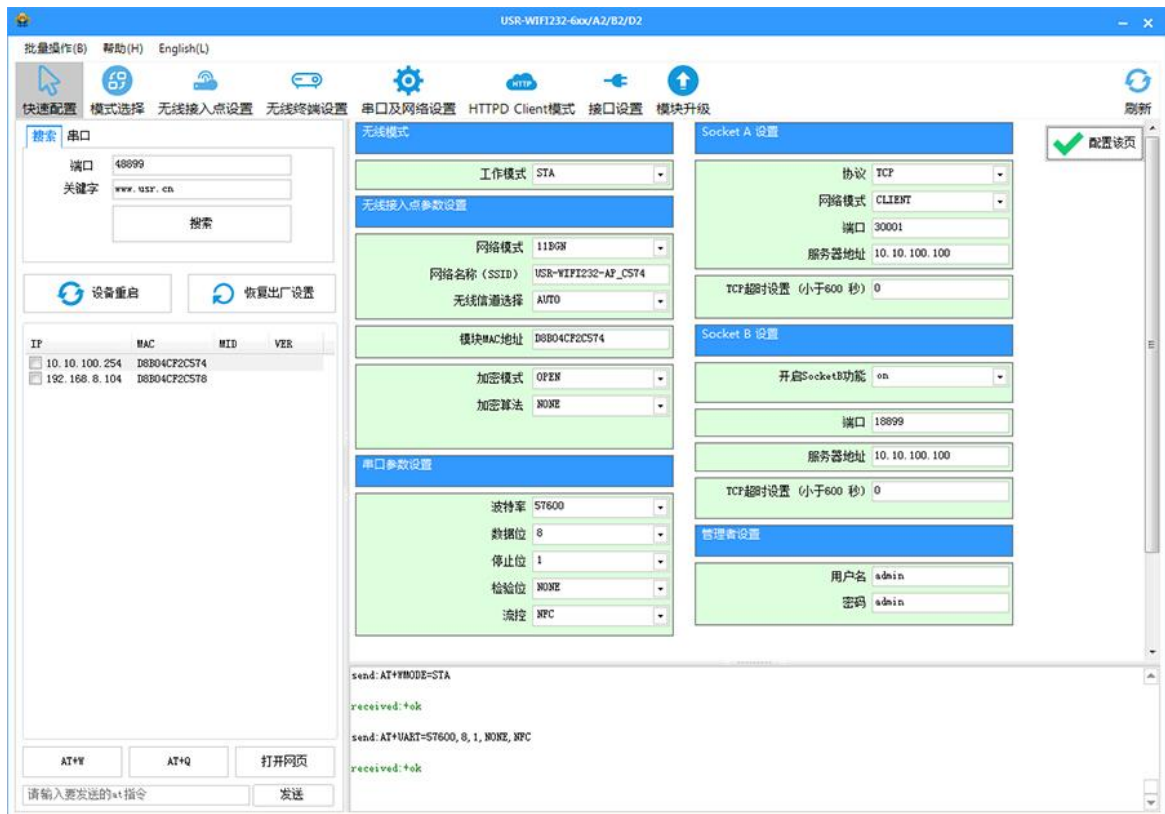 USR-WIFI232-6xx/A2/B2/D2
批量操作(B) 帮助(H) English(L)
快速配置 模式选择 无线接入点设置 无线终端设置 串口及网络设置 HTTPD Client模式 接口设置 模块升级 刷新
HTTP
搜索 串口
端口 48899
关键字 www.usr.cn
搜索
设备重启 恢复出厂设置
IP MAC MID VER
10.10.100.254 D8B04CF2C574
192.168.8.104 D8B04CF2C578
AT+W AT+Q 打开网页
请输入要发送的at指令 发送
无线模式
工作模式 STA
无线接入点参数设置
网络模式 11BGN
网络名称（SSID） USR-WIFI232-AP_C574
无线信道选择 AUTO
模块MAC地址 D8B04CF2C574
加密模式 OPEN
加密算法 NONE
串口参数设置
波特率 57600
数据位 8
停止位 1
检验位 NONE
流控 NFC
Socket A 设置
协议 TCP
网络模式 CLIENT
端口 30001
服务器地址 10.10.100.100
TCP超时设置（小于600 秒） 0
Socket B 设置
开启SocketB功能 on
端口 18899
服务器地址 10.10.100.100
TCP超时设置（小于600 秒） 0
管理者设置
用户名 admin
密码 admin
配置该页
send:AT+WMODE=STA
received:+ok
send:AT+UART=57600,8,1,NONE,NFC
received:+ok